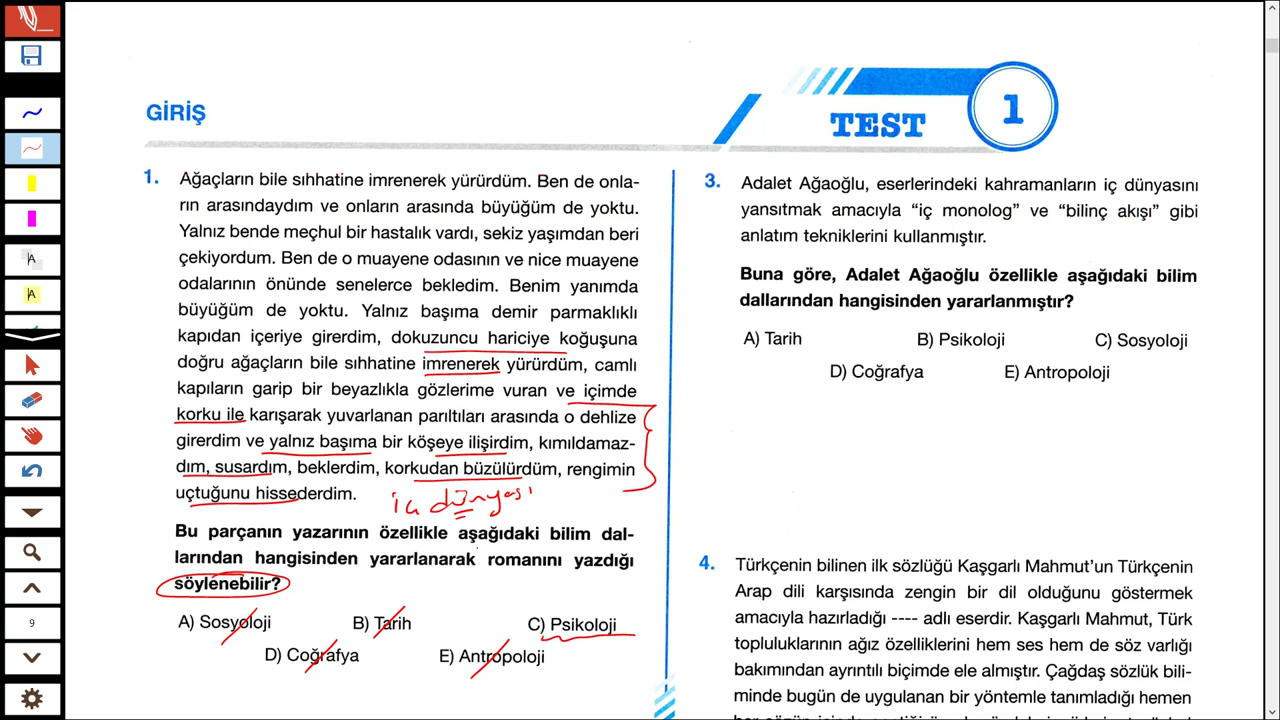 GİRİŞ
TEST
1
1. Ağaçların bile sıhhatine imrenerek yürürdüm. Ben de onla-
rın arasındaydım ve onların arasında büyüğüm de yoktu.
Yalnız bende meçhul bir hastalık vardı, sekiz yaşımdan beri
çekiyordum. Ben de o muayene odasının ve nice muayene
odalarının önünde senelerce bekledim. Benim yanımda
büyüğüm de yoktu. Yalnız başıma demir parmaklıklı
kapıdan içeriye girerdim, dokuzuncu hariciye koğuşuna
doğru ağaçların bile sıhhatine imrenerek yürürdüm, camlı
kapıların garip bir beyazlıkla gözlerime vuran ve içimde
korku ile karışarak yuvarlanan parıltıları arasında o dehlize
girerdim ve yalnız başıma bir köşeye ilişirdim, kımıldamaz-
dım, susardım, beklerdim, korkudan büzülürdüm, rengimin
uçtuğunu hissederdim.
iç dünyası
Bu parçanın yazarının özellikle aşağıdaki bilim dal-
larından hangisinden yararlanarak romanını yazdığı
söylenebilir?
A) Sosyoloji B) Tarih C) Psikoloji
D) Coğrafya E) Antropoloji
3. Adalet Ağaoğlu, eserlerindeki kahramanların iç dünyasını
yansıtmak amacıyla “iç monolog” ve “bilinç akışı” gibi
anlatım tekniklerini kullanmıştır.
Buna göre, Adalet Ağaoğlu özellikle aşağıdaki bilim
dallarından hangisinden yararlanmıştır?
A) Tarih B) Psikoloji C) Sosyoloji
D) Coğrafya E) Antropoloji
4. Türkçenin bilinen ilk sözlüğü Kaşgarlı Mahmut’un Türkçenin
Arap dili karşısında zengin bir dil olduğunu göstermek
amacıyla hazırladığı ---- adlı eserdir. Kaşgarlı Mahmut, Türk
topluluklarının ağız özelliklerini hem ses hem de söz varlığı
bakımından ayrıntılı biçimde ele almıştır. Çağdaş sözlük bili-
minde bugün de uygulanan bir yöntemle tanımladığı hemen
A
A
9